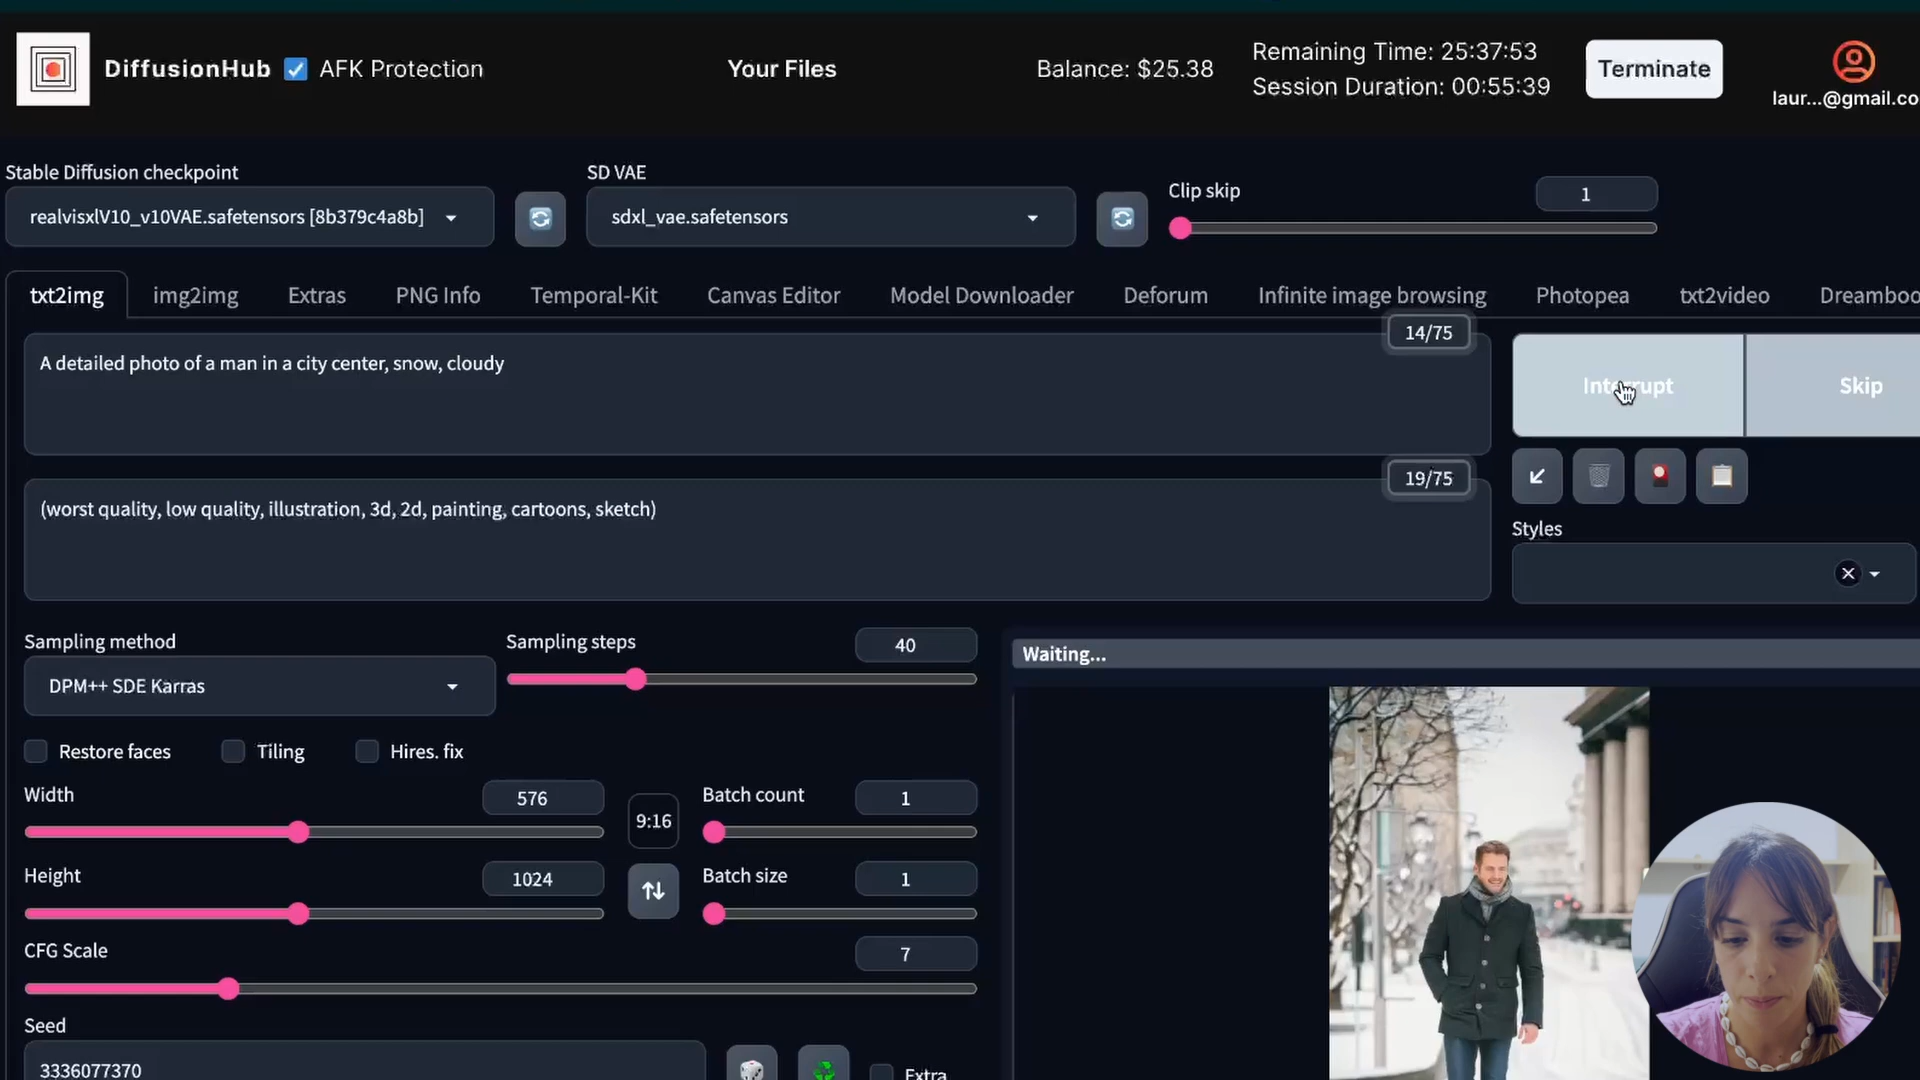 DiffusionHub
AFK Protection
Your Files
Balance: $25.38
Remaining Time: 25:37:53
Session Duration: 00:55:39
Terminate
laur...@gmail.co
Stable Diffusion checkpoint
realvisxlV10_v10VAE.safetensors [8b379c4a8b]
SD VAE
sdxl_vae.safetensors
Clip skip
1
txt2img
img2img
Extras
PNG Info
Temporal-Kit
Canvas Editor
Model Downloader
Deforum
Infinite image browsing
Photopea
txt2video
Dreamboo
14/75
A detailed photo of a man in a city center, snow, cloudy
Interrupt
Skip
19/75
(worst quality, low quality, illustration, 3d, 2d, painting, cartoons, sketch)
Styles
Sampling method
DPM++ SDE Karras
Sampling steps
40
Waiting...
Restore faces
Tiling
Hires. fix
Width
576
9:16
Batch count
1
Height
1024
Batch size
1
CFG Scale
7
Seed
3336077370
Extra